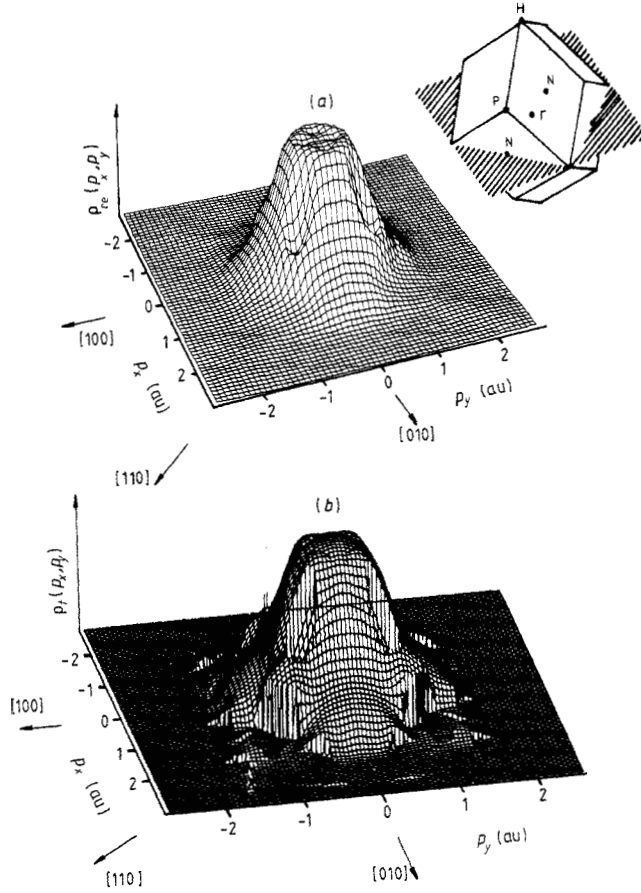 H
N
P
Γ
N
(a)
ρre (px,py)
-2
-1
0
1
2
px (au)
-2
-1
0
1
2
py (au)
[100]
[010]
[110]
(b)
ρf (px,py)
-2
-1
0
1
2
px (au)
-2
-1
0
1
2
py (au)
[100]
[110]
[010]